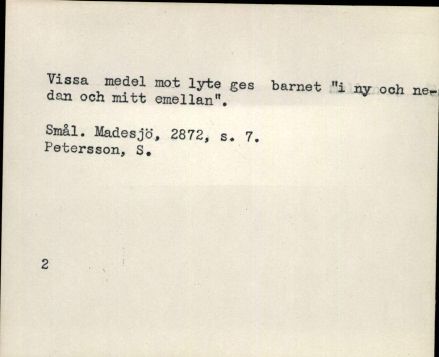 Vissa medel mot lyte ges barnet "i ny och ne-
dan och mitt emellan".
Smål. Madesjö, 2872, s. 7.
Petersson, S.
2